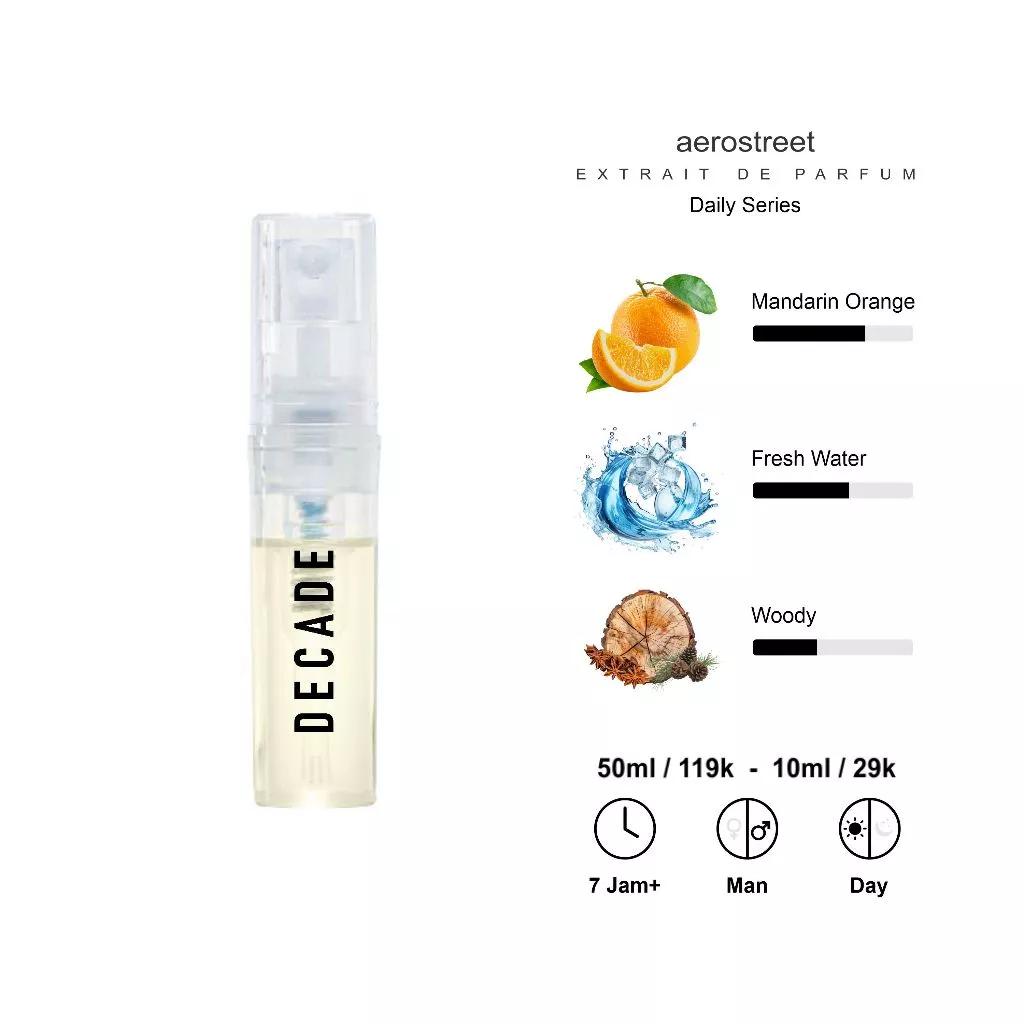 aerostreet
EXTRAIT DE PARFUM
Daily Series
Mandarin Orange
Fresh Water
Woody
DECADE
50ml / 119k - 10ml / 29k
7 Jam+
Man
Day